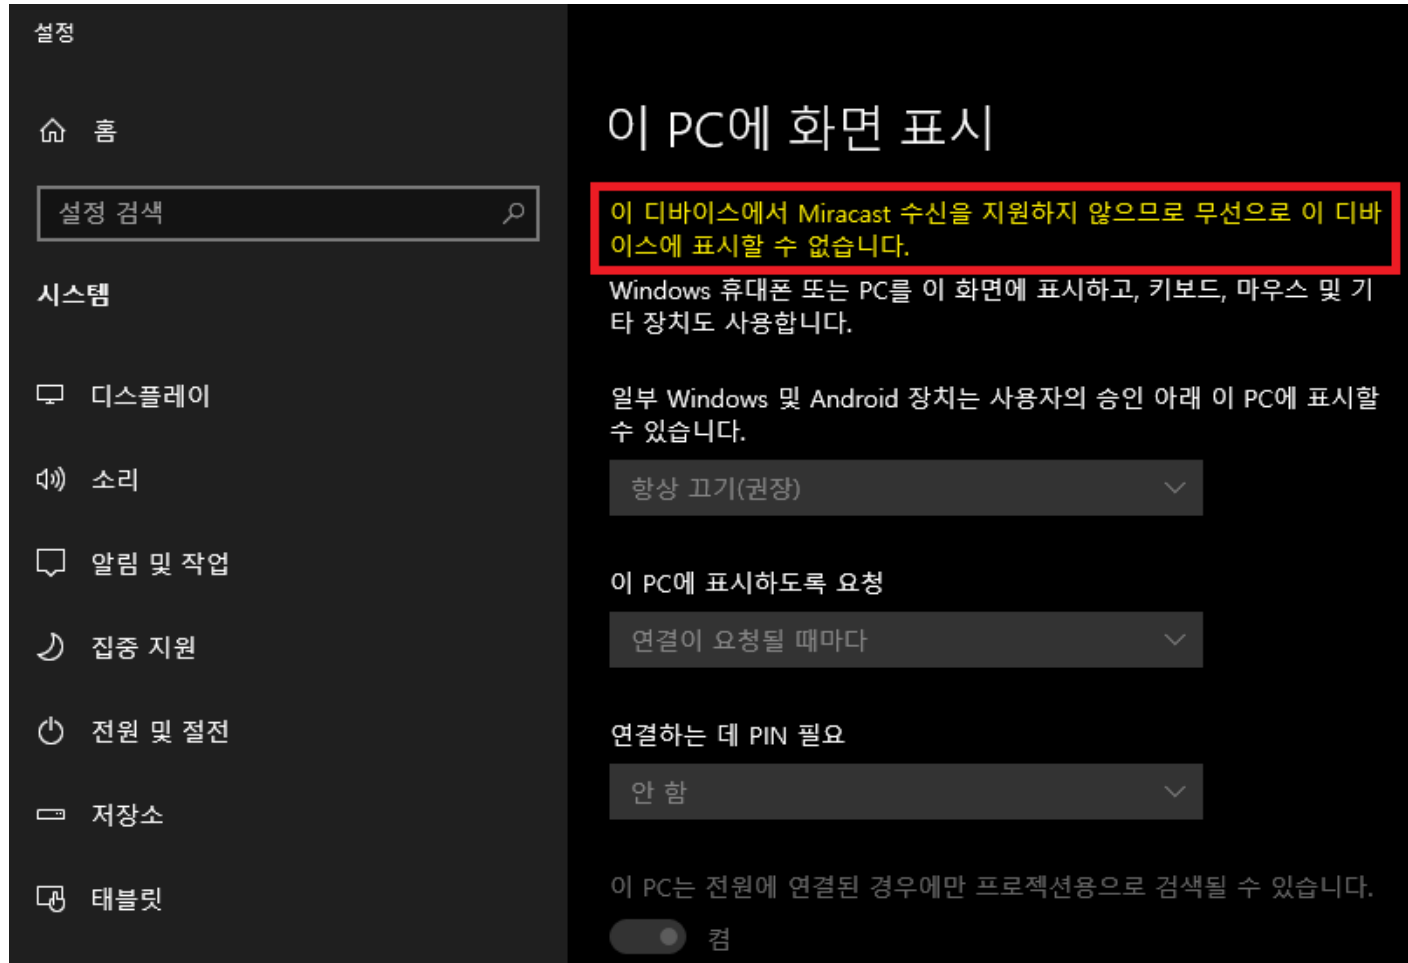 설정
홈
설정 검색
시스템
디스플레이
소리
알림 및 작업
집중 지원
전원 및 절전
저장소
태블릿
이 PC에 화면 표시
이 디바이스에서 Miracast 수신을 지원하지 않으므로 무선으로 이 디바
이스에 표시할 수 없습니다.
Windows 휴대폰 또는 PC를 이 화면에 표시하고, 키보드, 마우스 및 기
타 장치도 사용합니다.
일부 Windows 및 Android 장치는 사용자의 승인 아래 이 PC에 표시할
수 있습니다.
항상 끄기(권장)
이 PC에 표시하도록 요청
연결이 요청될 때마다
연결하는 데 PIN 필요
안 함
이 PC는 전원에 연결된 경우에만 프로젝션용으로 검색될 수 있습니다.
켬